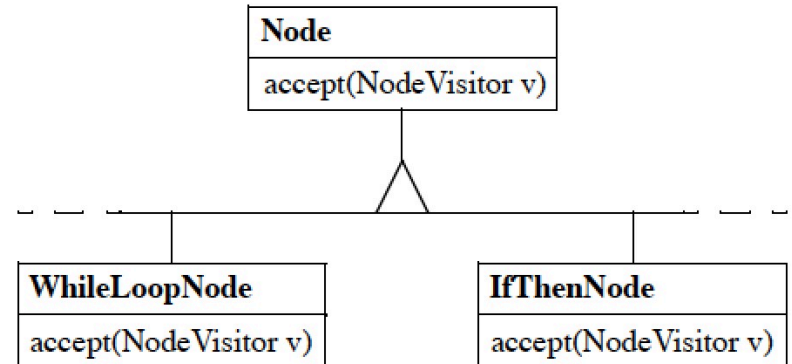 Node
accept(NodeVisitor v)
WhileLoopNode
IfThenNode
accept(NodeVisitor v)
accept(NodeVisitor v)